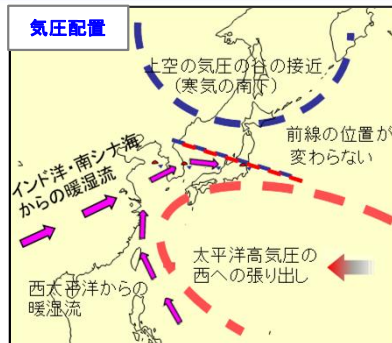 気圧配置
上空の気圧の谷の接近
(寒気の南下)
前線の位置が
変わらない
インド洋・南シナ海
からの暖湿流
太平洋高気圧の
西への張り出し
西太平洋からの
暖湿流